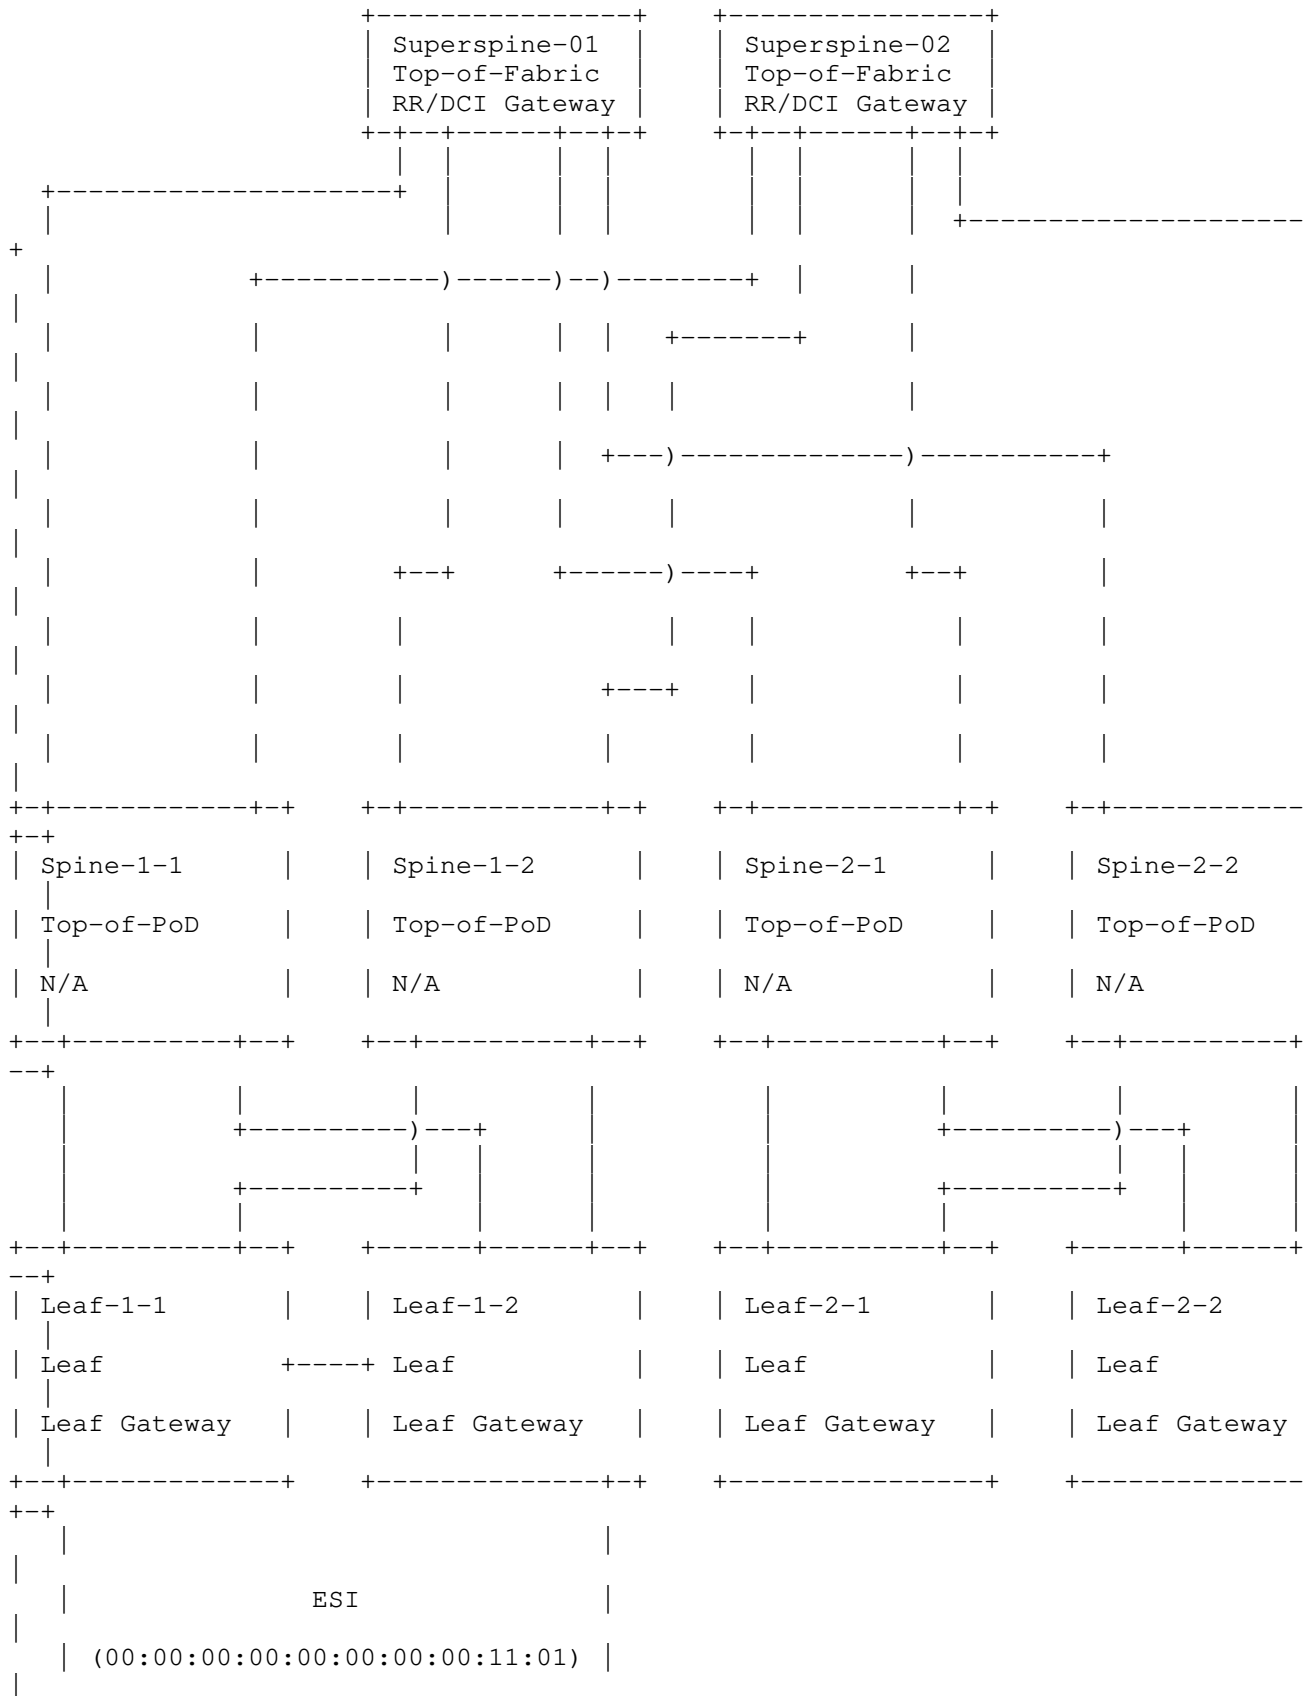 Superspine-01 Superspine-02
Top-of-Fabric Top-of-Fabric
RR/DCI Gateway RR/DCI Gateway
Spine-1-1 Spine-1-2 Spine-2-1 Spine-2-2
Top-of-PoD Top-of-PoD Top-of-PoD Top-of-PoD
N/A N/A N/A N/A
Leaf-1-1 Leaf-1-2 Leaf-2-1 Leaf-2-2
Leaf Leaf Leaf Leaf
Leaf Gateway Leaf Gateway Leaf Gateway Leaf Gateway
ESI
(00:00:00:00:00:00:00:00:11:01)